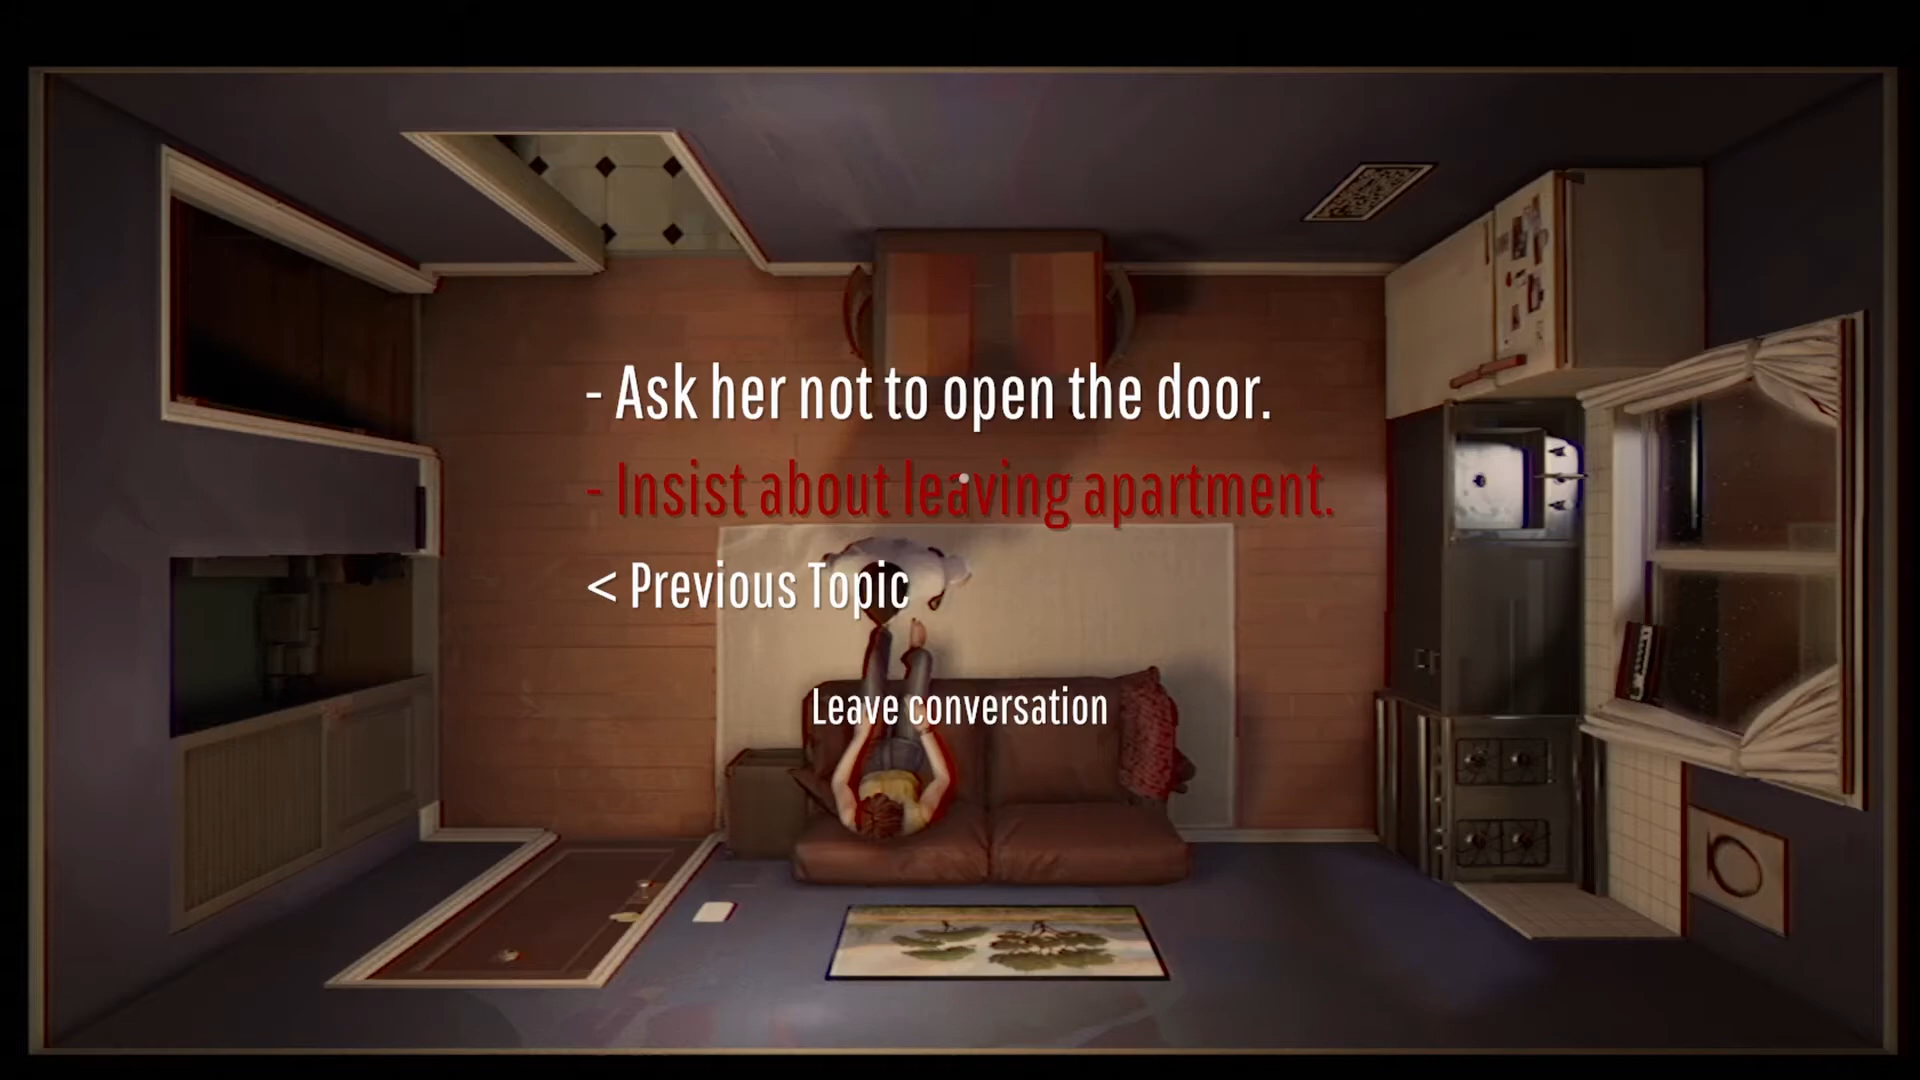 - Ask her not to open the door.
- Insist about leaving apartment.
< Previous Topic
Leave conversation